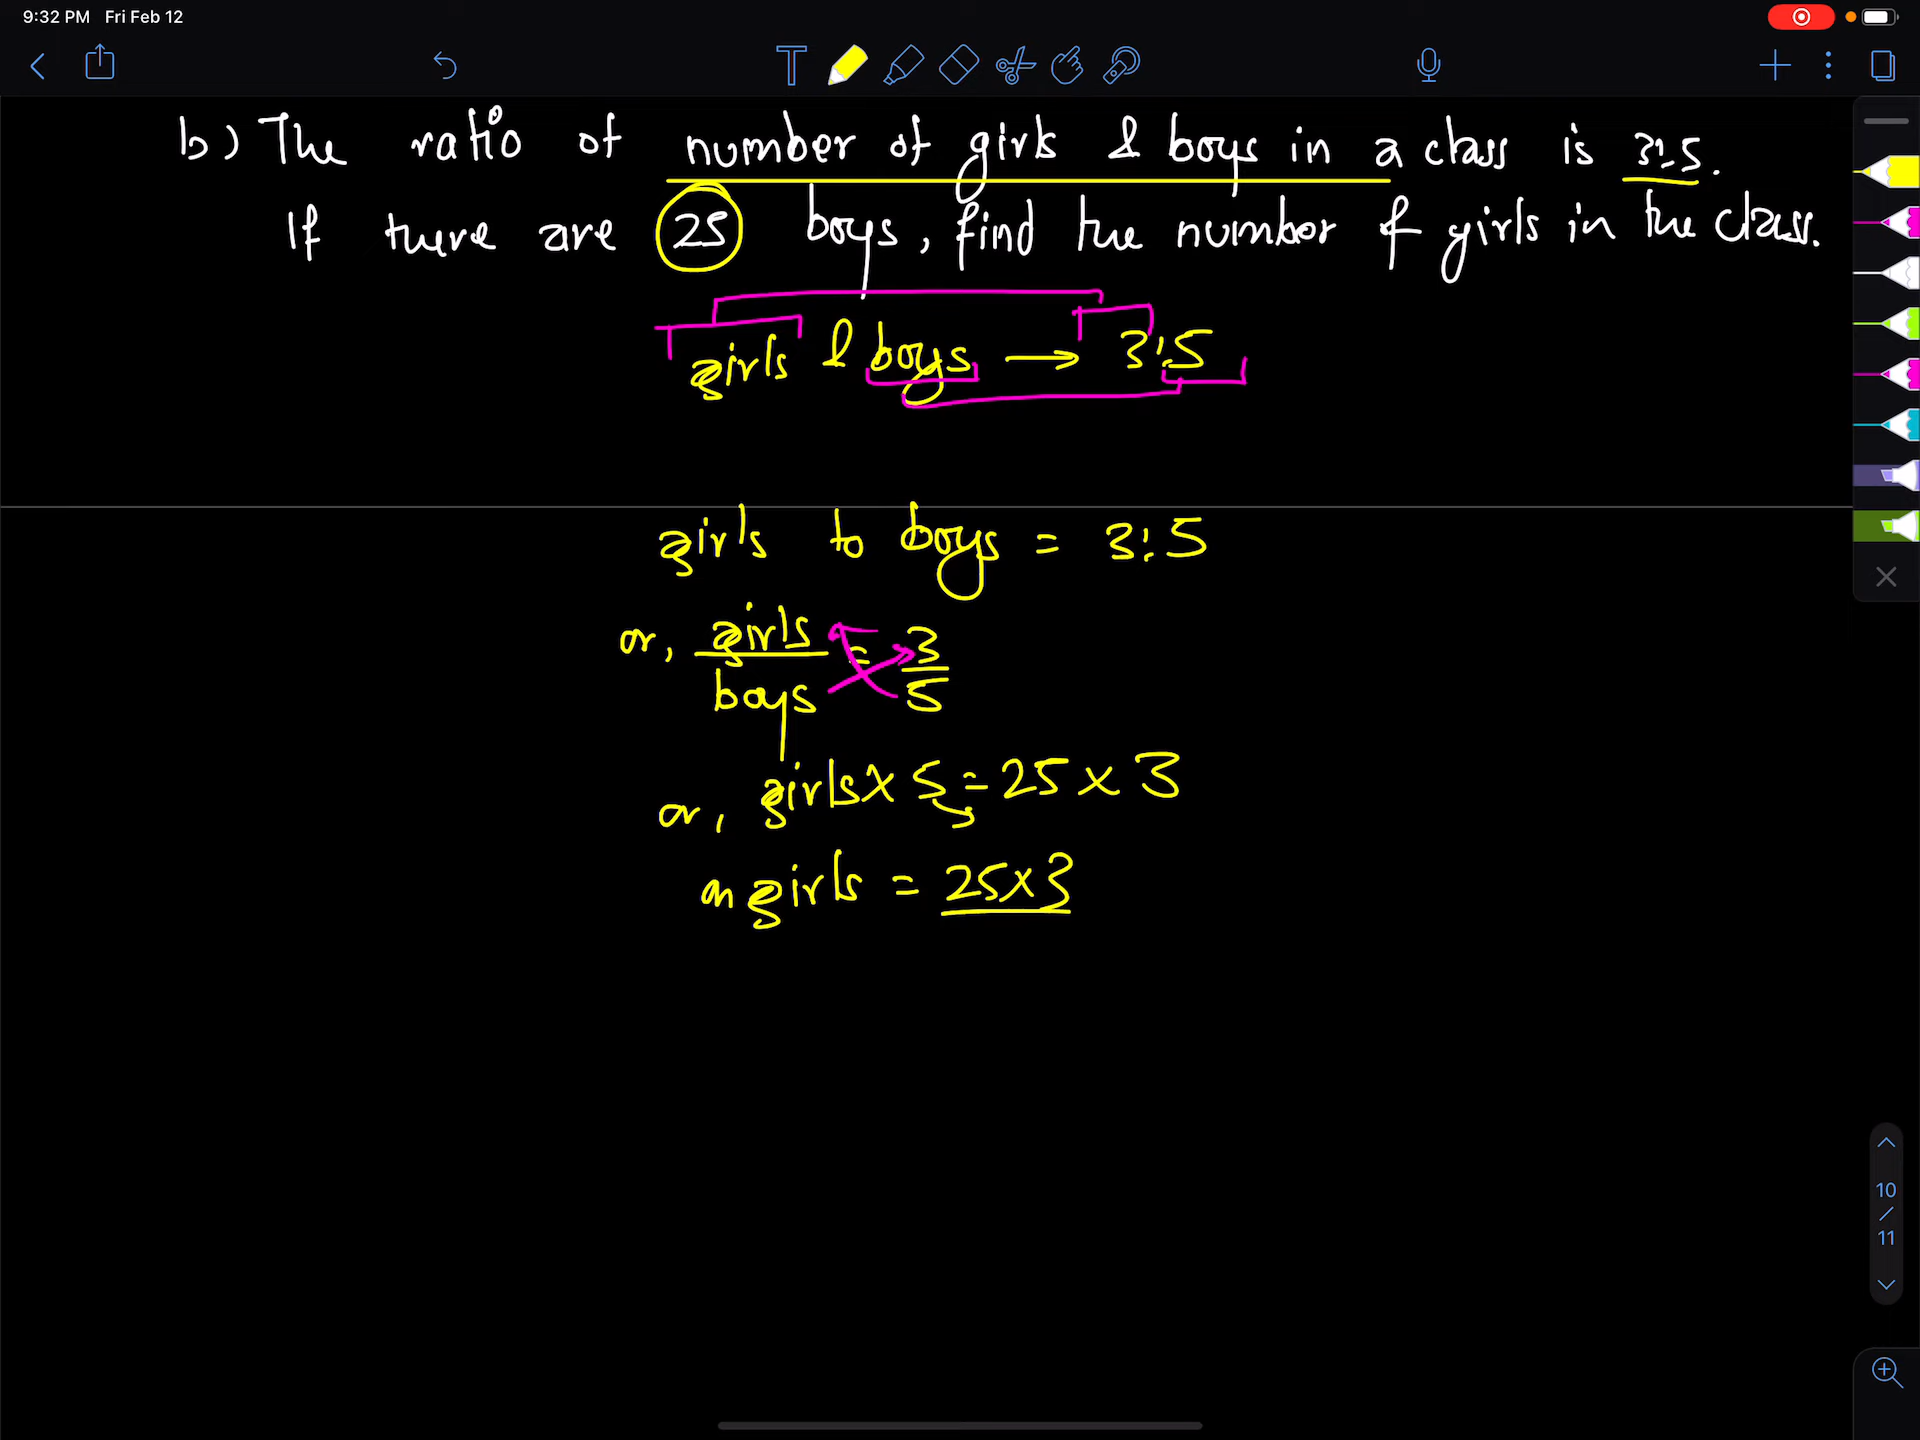 9:32 PM Fri Feb 12
b) The ratio of number of girls & boys in a class is 3:5.
If there are 25 boys, find the number of girls in the class.
girls & boys → 3:5
girls to boys = 3:5
or, girls/boys = 3/5
or, girls × 5 = 25 × 3
or girls = 25×3
10
/
11